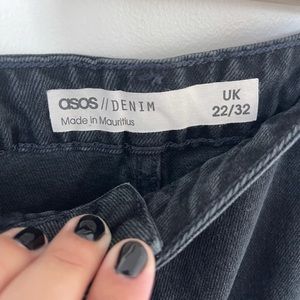 asos // DENIM
Made in Mauritius
UK
22/32